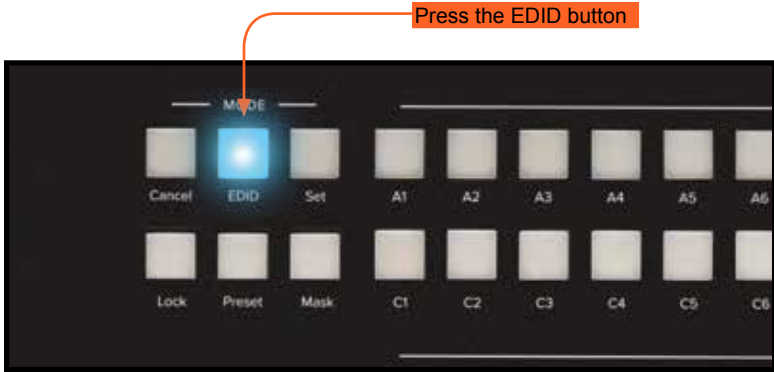 Press the EDID button
MODE
Cancel EDID Set A1 A2 A3 A4 A5 A6
Lock Preset Mask C1 C2 C3 C4 C5 C6